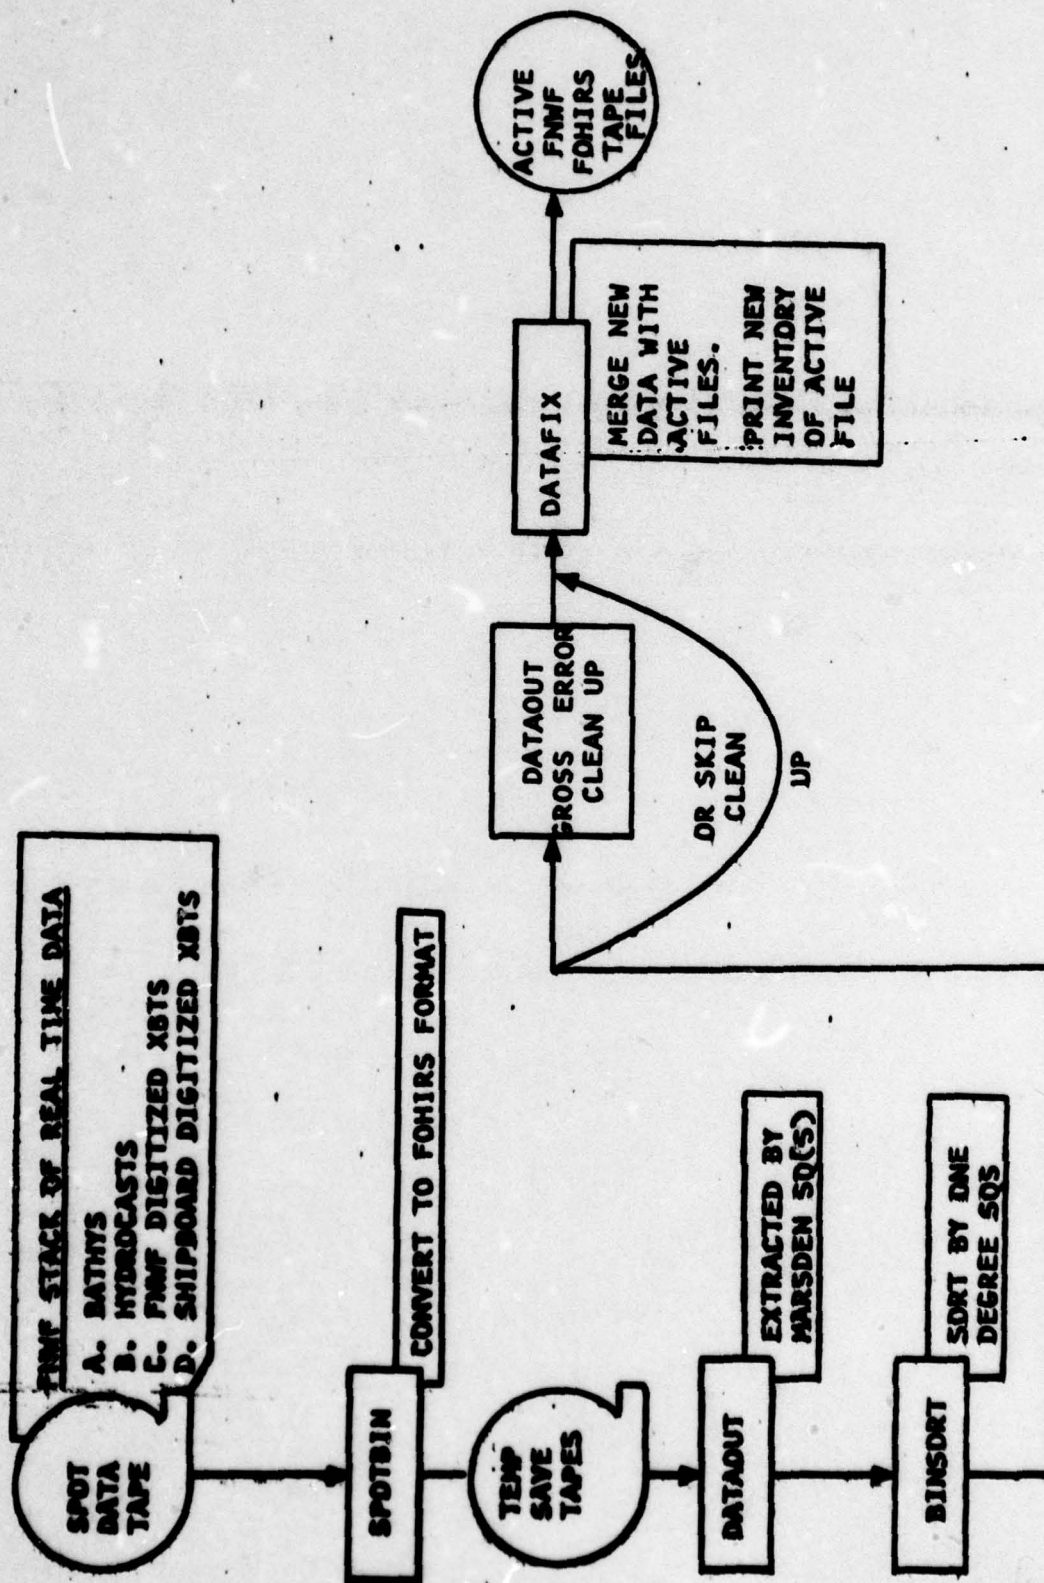 FNWF STACK OF REAL TIME DATA
A. BATHYS
B. HYDROCASTS
C. FNWF DIGITIZED XBTS
D. SHIPBOARD DIGITIZED XBTS
SPOT
DATA
TAPE
SPOTBIN
CONVERT TO FOHIRS FORMAT
TEMP
SAVE
TAPES
DATAOUT
EXTRACTED BY
MARSDEN SQ(S)
BINSORT
SORT BY ONE
DEGREE SQS
DATAOUT
GROSS ERROR
CLEAN UP
OR SKIP
CLEAN
UP
DATAFIX
MERGE NEW
DATA WITH
ACTIVE
FILES.
PRINT NEW
INVENTORY
OF ACTIVE
FILE
ACTIVE
FNWF
FOHIRS
TAPE
FILES